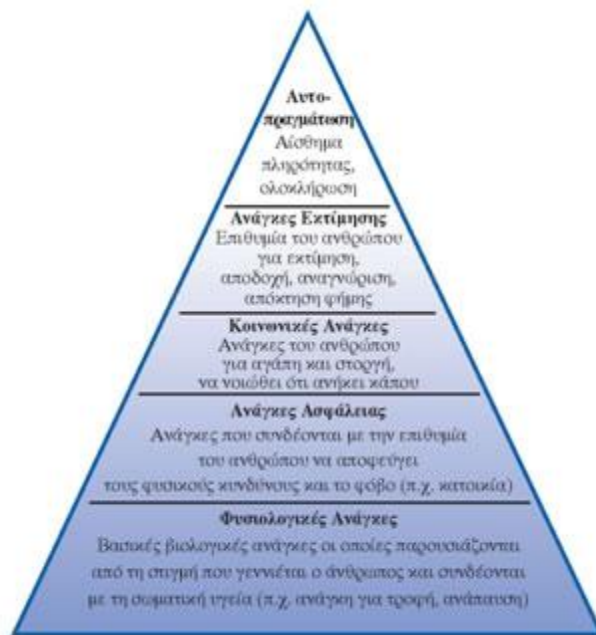 Αυτο-
πραγμάτωση
Αίσθημα
πληρότητας,
ολοκλήρωση
Ανάγκες Εκτίμησης
Επιθυμία του ανθρώπου
για εκτίμηση,
αποδοχή, αναγνώριση,
απόκτηση φήμης
Κοινωνικές Ανάγκες
Ανάγκες του ανθρώπου
για αγάπη και στοργή,
να νοιώθει ότι ανήκει κάπου
Ανάγκες Ασφάλειας
Ανάγκες που συνδέονται με την επιθυμία
του ανθρώπου να αποφεύγει
τους φυσικούς κινδύνους και το φόβο (π.χ. κατοικία)
Φυσιολογικές Ανάγκες
Βασικές βιολογικές ανάγκες οι οποίες παρουσιάζονται
από τη στιγμή που γεννιέται ο άνθρωπος και συνδέονται
με τη σωματική υγεία (π.χ. ανάγκη για τροφή, ανάπαυση)